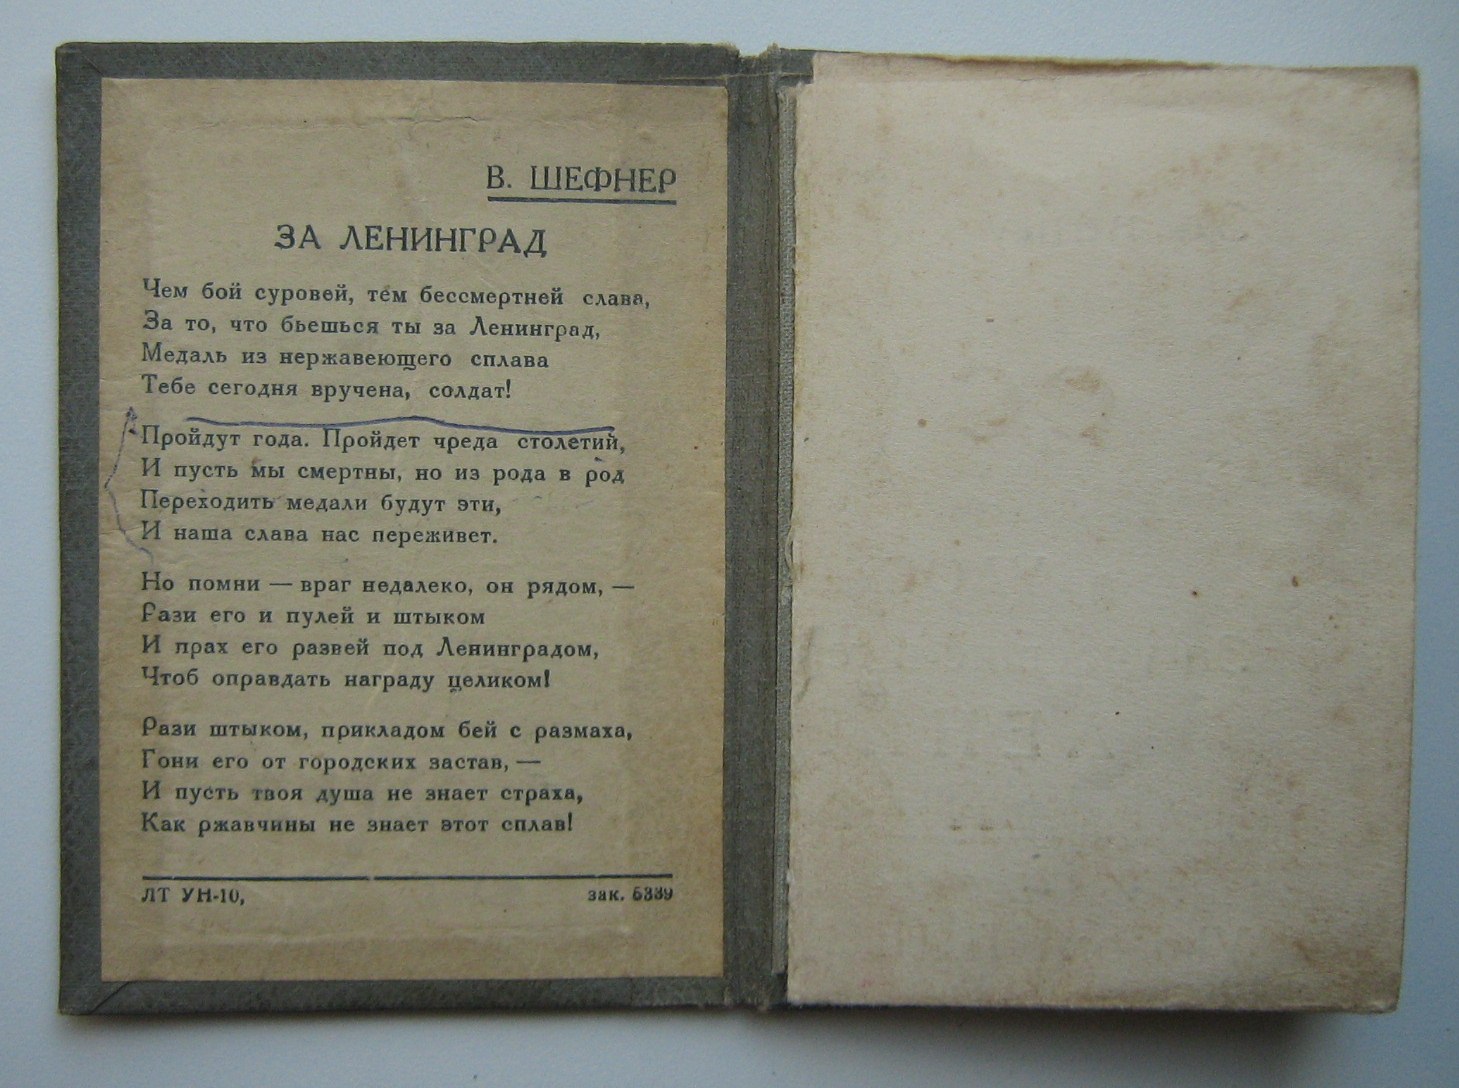 В. ШЕФНЕР
ЗА ЛЕНИНГРАД
Чем бой суровей, тем бессмертней слава,
За то, что бьешься ты за Ленинград,
Медаль из нержавеющего сплава
Тебе сегодня вручена, солдат!
Пройдут года. Пройдет чреда столетий,
И пусть мы смертны, но из рода в род
Переходить медали будут эти,
И наша слава нас переживет.
Но помни — враг недалеко, он рядом, —
Рази его и пулей и штыком
И прах его развей под Ленинградом,
Чтоб оправдать награду целиком!
Рази штыком, прикладом бей с размаха,
Гони его от городских застав, —
И пусть твоя душа не знает страха,
Как ржавчины не знает этот сплав!
ЛТ УН-10, зак.